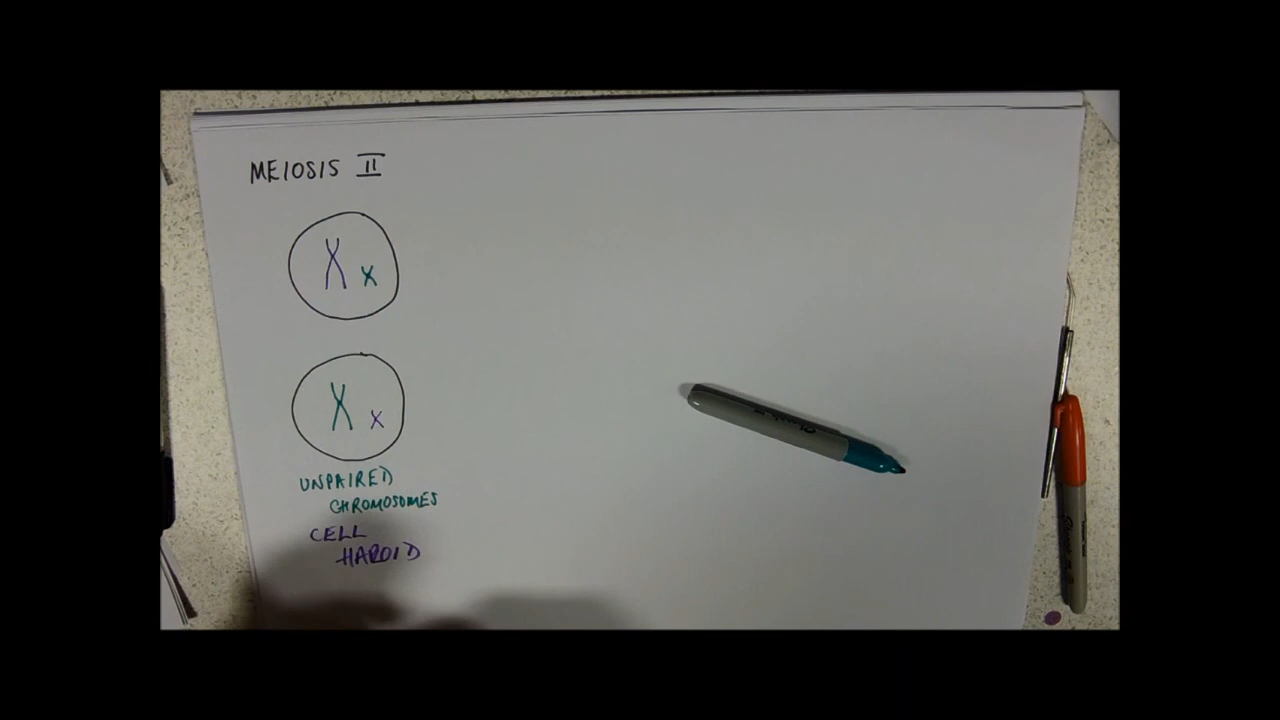 MEIOSIS II
UNPAIRED
CHROMOSOMES
CELL
HAPLOID